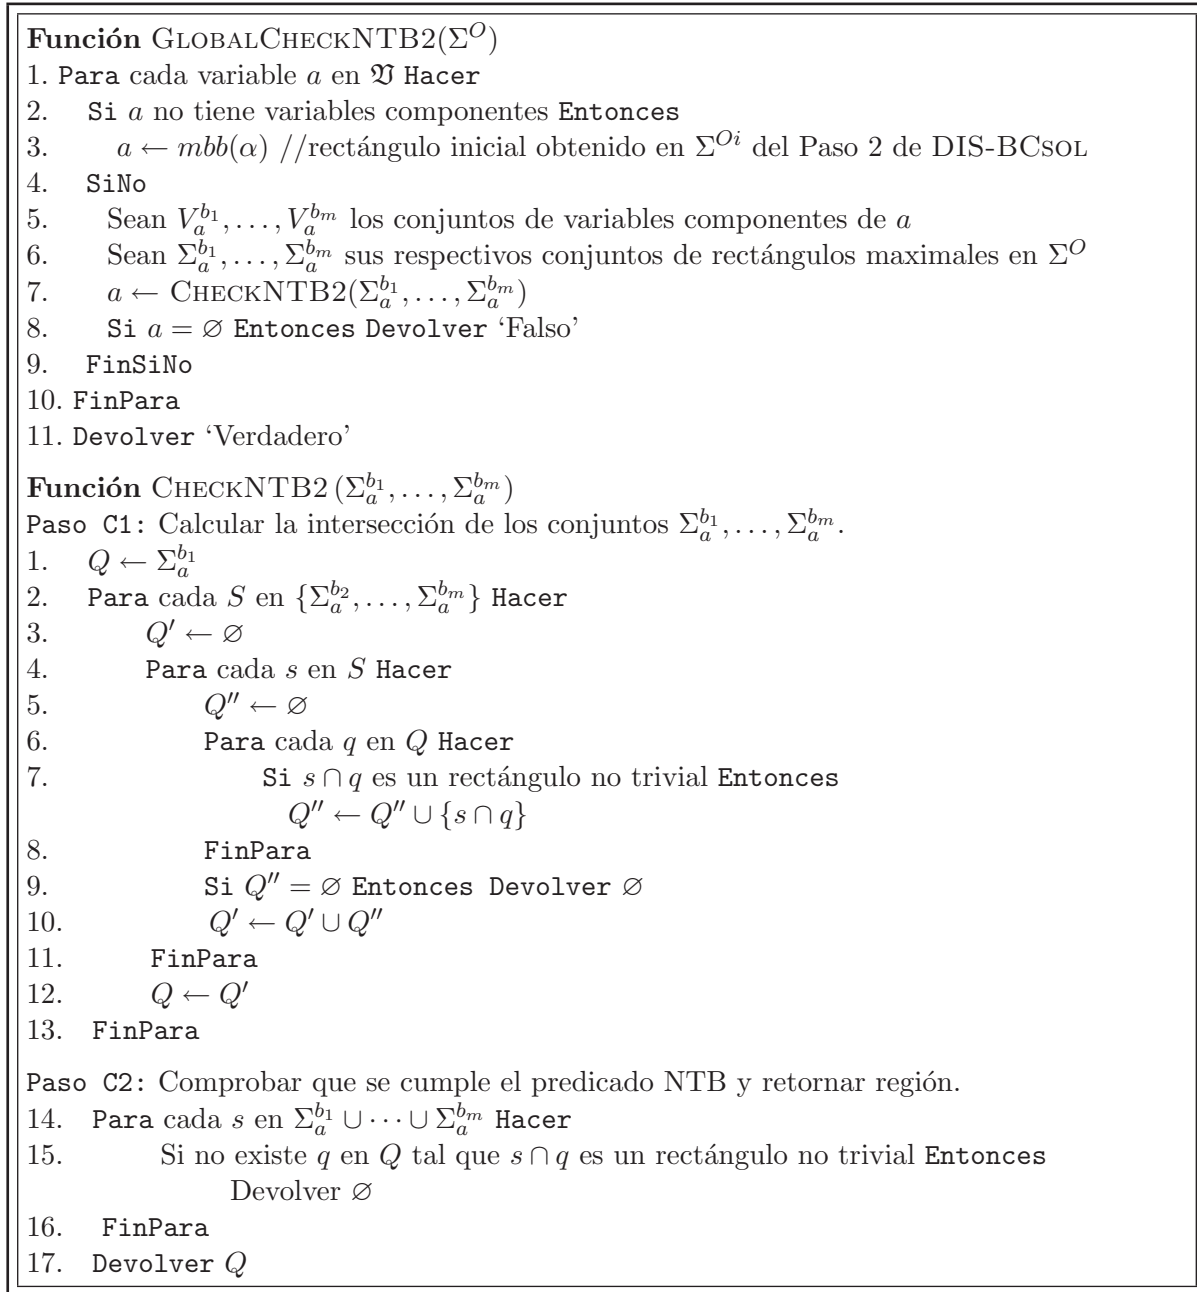 Función GLOBALCHECKNTB2(Σ^O)
1. Para cada variable a en 𝔙 Hacer
2. Si a no tiene variables componentes Entonces
3. a ← mbb(α) //rectángulo inicial obtenido en Σ^{Oi} del Paso 2 de DIS-BCSOL
4. SiNo
5. Sean V_a^{b_1}, . . . , V_a^{b_m} los conjuntos de variables componentes de a
6. Sean Σ_a^{b_1}, . . . , Σ_a^{b_m} sus respectivos conjuntos de rectángulos maximales en Σ^O
7. a ← CHECKNTB2(Σ_a^{b_1}, . . . , Σ_a^{b_m})
8. Si a = ∅ Entonces Devolver ‘Falso’
9. FinSiNo
10. FinPara
11. Devolver ‘Verdadero’
Función CHECKNTB2 (Σ_a^{b_1}, . . . , Σ_a^{b_m})
Paso C1: Calcular la intersección de los conjuntos Σ_a^{b_1}, . . . , Σ_a^{b_m}.
1. Q ← Σ_a^{b_1}
2. Para cada S en {Σ_a^{b_2}, . . . , Σ_a^{b_m}} Hacer
3. Q′ ← ∅
4. Para cada s en S Hacer
5. Q′′ ← ∅
6. Para cada q en Q Hacer
7. Si s ∩ q es un rectángulo no trivial Entonces
Q′′ ← Q′′ ∪ {s ∩ q}
8. FinPara
9. Si Q′′ = ∅ Entonces Devolver ∅
10. Q′ ← Q′ ∪ Q′′
11. FinPara
12. Q ← Q′
13. FinPara
Paso C2: Comprobar que se cumple el predicado NTB y retornar región.
14. Para cada s en Σ_a^{b_1} ∪ · · · ∪ Σ_a^{b_m} Hacer
15. Si no existe q en Q tal que s ∩ q es un rectángulo no trivial Entonces
Devolver ∅
16. FinPara
17. Devolver Q